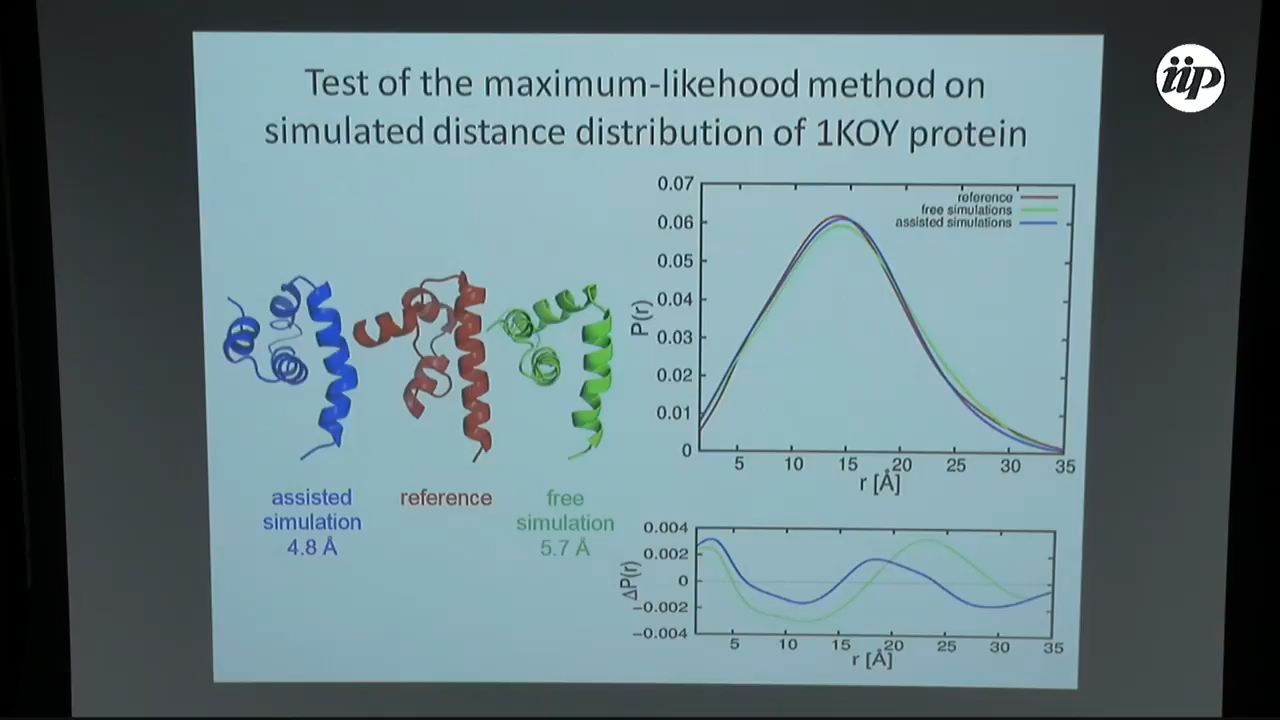 iip
Test of the maximum-likehood method on
simulated distance distribution of 1KOY protein
assisted
simulation
4.8 Å
reference
free
simulation
5.7 Å
0.07
0.06
0.05
0.04
0.03
0.02
0.01
0
P(r)
reference
free simulations
assisted simulations
5 10 15 20 25 30 35
r [Å]
0.004
0.002
0
−0.002
−0.004
ΔP(r)
5 10 15 20 25 30 35
r [Å]